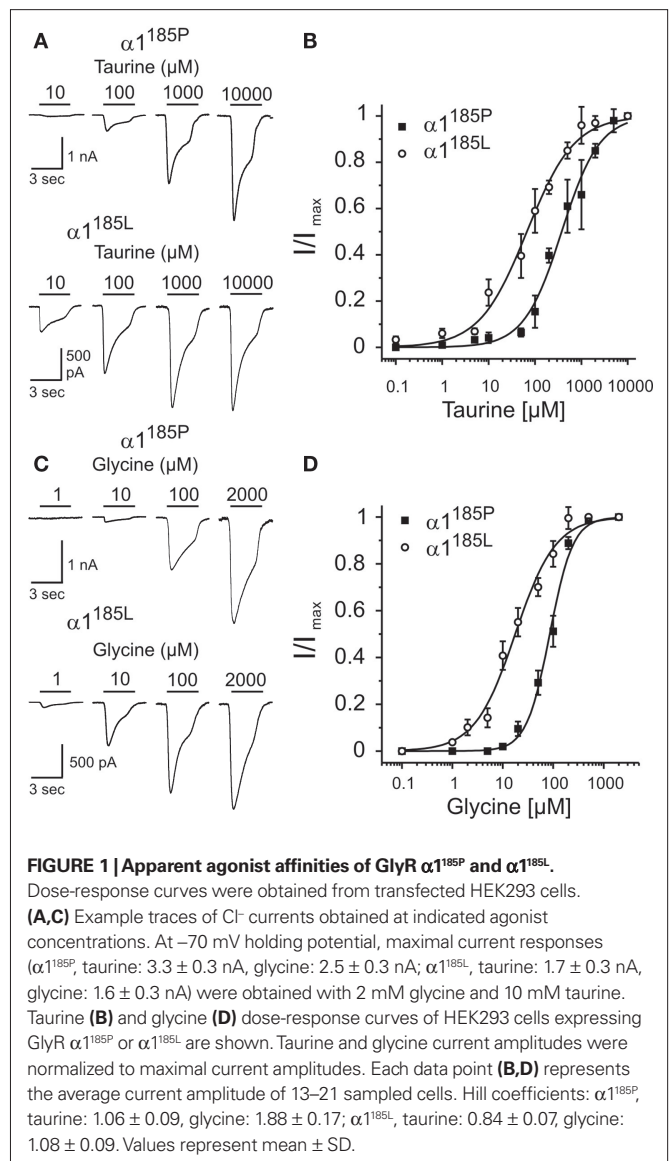 A
α1¹⁸⁵ᴾ
Taurine (µM)
10 100 1000 10000
1 nA
3 sec
α1¹⁸⁵ᴸ
Taurine (µM)
10 100 1000 10000
500
pA
3 sec
B
α1¹⁸⁵ᴾ
α1¹⁸⁵ᴸ
I/Imax
1
0.8
0.6
0.4
0.2
0
0.1 1 10 100 1000 10000
Taurine [µM]
C
α1¹⁸⁵ᴾ
Glycine (µM)
1 10 100 2000
1 nA
3 sec
α1¹⁸⁵ᴸ
Glycine (µM)
1 10 100 2000
500 pA
3 sec
D
α1¹⁸⁵ᴾ
α1¹⁸⁵ᴸ
I/Imax
1
0.8
0.6
0.4
0.2
0
0.1 1 10 100 1000
Glycine [µM]
FIGURE 1 | Apparent agonist affinities of GlyR α1¹⁸⁵ᴾ and α1¹⁸⁵ᴸ.
Dose-response curves were obtained from transfected HEK293 cells.
(A,C) Example traces of Cl⁻ currents obtained at indicated agonist
concentrations. At –70 mV holding potential, maximal current responses
(α1¹⁸⁵ᴾ, taurine: 3.3 ± 0.3 nA, glycine: 2.5 ± 0.3 nA; α1¹⁸⁵ᴸ, taurine: 1.7 ± 0.3 nA,
glycine: 1.6 ± 0.3 nA) were obtained with 2 mM glycine and 10 mM taurine.
Taurine (B) and glycine (D) dose-response curves of HEK293 cells expressing
GlyR α1¹⁸⁵ᴾ or α1¹⁸⁵ᴸ are shown. Taurine and glycine current amplitudes were
normalized to maximal current amplitudes. Each data point (B,D) represents
the average current amplitude of 13–21 sampled cells. Hill coefficients: α1¹⁸⁵ᴾ,
taurine: 1.06 ± 0.09, glycine: 1.88 ± 0.17; α1¹⁸⁵ᴸ, taurine: 0.84 ± 0.07, glycine:
1.08 ± 0.09. Values represent mean ± SD.